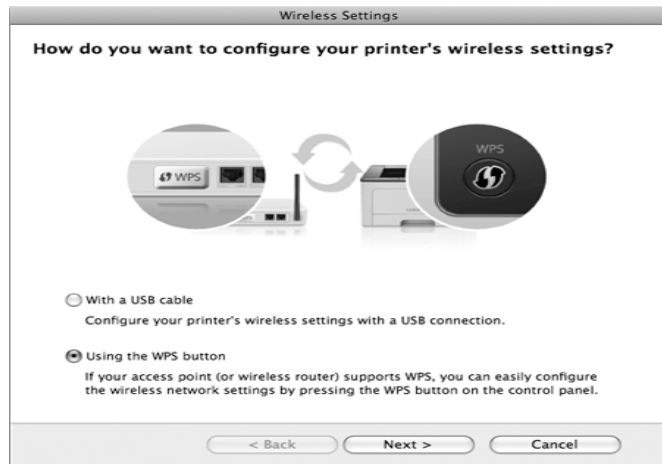 Wireless Settings
How do you want to configure your printer's wireless settings?
WPS
WPS
With a USB cable
Configure your printer's wireless settings with a USB connection.
Using the WPS button
If your access point (or wireless router) supports WPS, you can easily configure
the wireless network settings by pressing the WPS button on the control panel.
< Back
Next >
Cancel